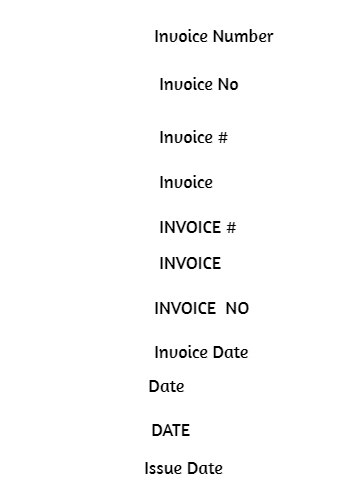 Invoice Number
Invoice No
Invoice #
Invoice
INVOICE #
INVOICE
INVOICE  NO
Invoice Date
Date
DATE
Issue Date